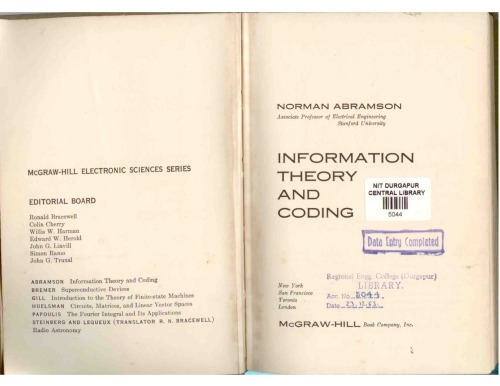 McGRAW-HILL ELECTRONIC SCIENCES SERIES
EDITORIAL BOARD
Ronald Bracewell
Colin Cherry
Willis W. Harman
Edward W. Herold
John G. Linvill
Simon Ramo
John G. Truxal
ABRAMSON Information Theory and Coding
BREMER Superconductive Devices
GILL Introduction to the Theory of Finite-state Machines
HUELSMAN Circuits, Matrices, and Linear Vector Spaces
PAPOULIS The Fourier Integral and Its Applications
STEINBERG AND LEQUEUX (TRANSLATOR R. N. BRACEWELL)
Radio Astronomy
NORMAN ABRAMSON
Associate Professor of Electrical Engineering
Stanford University
INFORMATION
THEORY
AND
CODING
NIT DURGAPUR
CENTRAL LIBRARY
5044
Data Entry Completed
Regional Engg. College (Durgapur)
LIBRARY.
Acc. No. 5044
Date
New York
San Francisco
Toronto
London
McGRAW-HILL Book Company, Inc.